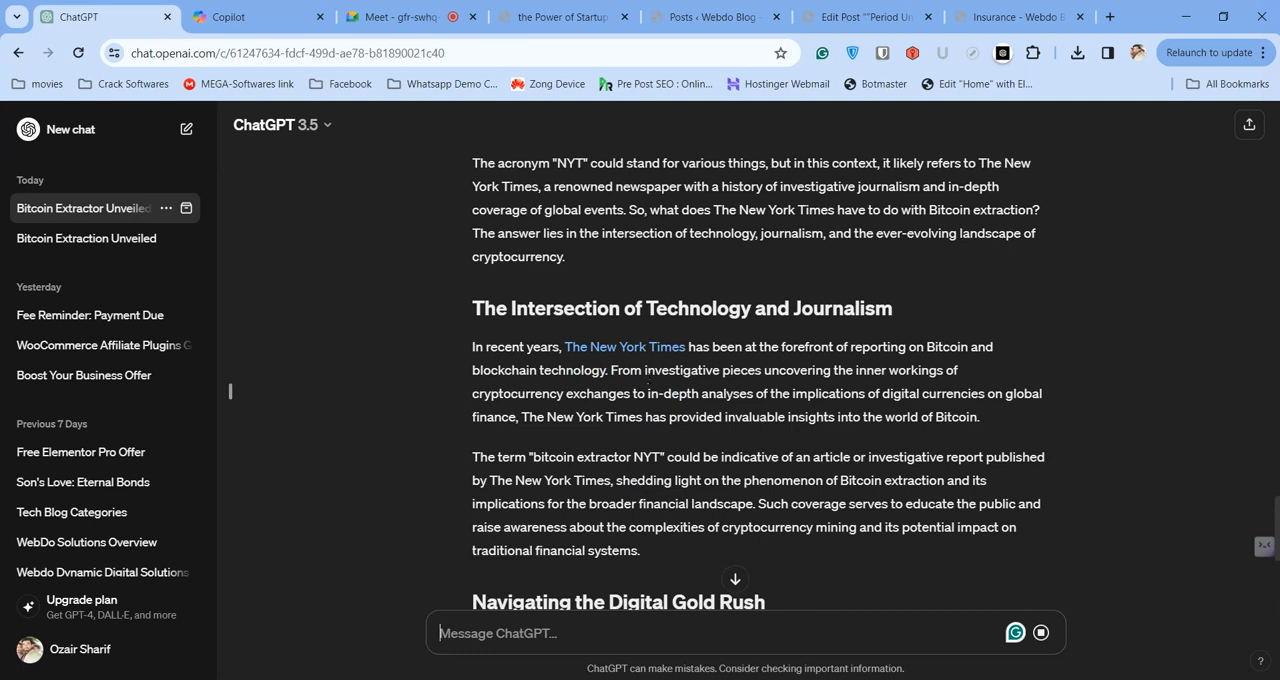 ChatGPT
Copilot
Meet - gfr-swhq
the Power of Startup
Posts ‹ Webdo Blog -
Edit Post ""Period Un
Insurance - Webdo B
chat.openai.com/c/61247634-fdcf-499d-ae78-b81890021c40
Relaunch to update
movies
Crack Softwares
MEGA-Softwares link
Facebook
Whatsapp Demo C...
Zong Device
Pre Post SEO : Onlin...
Hostinger Webmail
Botmaster
Edit "Home" with El...
All Bookmarks
New chat
Today
Bitcoin Extractor Unveiled
Bitcoin Extraction Unveiled
Yesterday
Fee Reminder: Payment Due
WooCommerce Affiliate Plugins G
Boost Your Business Offer
Previous 7 Days
Free Elementor Pro Offer
Son's Love: Eternal Bonds
Tech Blog Categories
WebDo Solutions Overview
Webdo Dynamic Digital Solutions
Upgrade plan
Get GPT-4, DALL·E, and more
Ozair Sharif
ChatGPT 3.5
The acronym "NYT" could stand for various things, but in this context, it likely refers to The New
York Times, a renowned newspaper with a history of investigative journalism and in-depth
coverage of global events. So, what does The New York Times have to do with Bitcoin extraction?
The answer lies in the intersection of technology, journalism, and the ever-evolving landscape of
cryptocurrency.
The Intersection of Technology and Journalism
In recent years, The New York Times has been at the forefront of reporting on Bitcoin and
blockchain technology. From investigative pieces uncovering the inner workings of
cryptocurrency exchanges to in-depth analyses of the implications of digital currencies on global
finance, The New York Times has provided invaluable insights into the world of Bitcoin.
The term "bitcoin extractor NYT" could be indicative of an article or investigative report published
by The New York Times, shedding light on the phenomenon of Bitcoin extraction and its
implications for the broader financial landscape. Such coverage serves to educate the public and
raise awareness about the complexities of cryptocurrency mining and its potential impact on
traditional financial systems.
Navigating the Digital Gold Rush
Message ChatGPT...
ChatGPT can make mistakes. Consider checking important information.
?